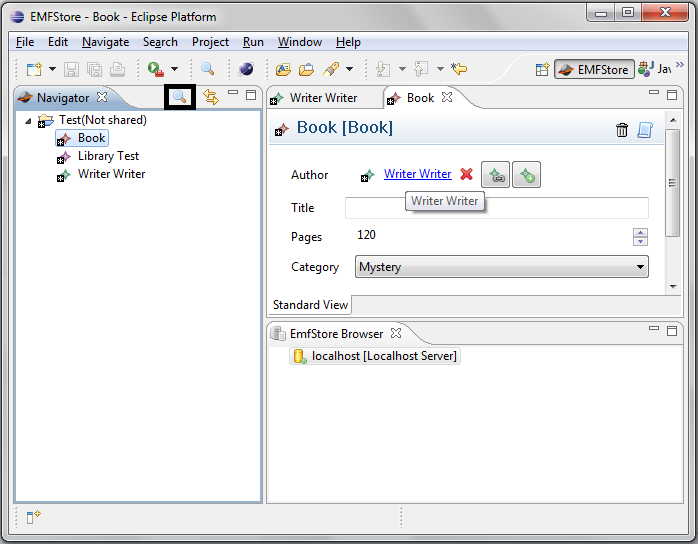 EMFStore - Book - Eclipse Platform
File Edit Navigate Search Project Run Window Help
EMFStore Jav
Navigator
Test(Not shared)
Book
Library Test
Writer Writer
Writer Writer Book
Book [Book]
Author Writer Writer
Writer Writer
Title
Pages 120
Category Mystery
Standard View
EmfStore Browser
localhost [Localhost Server]